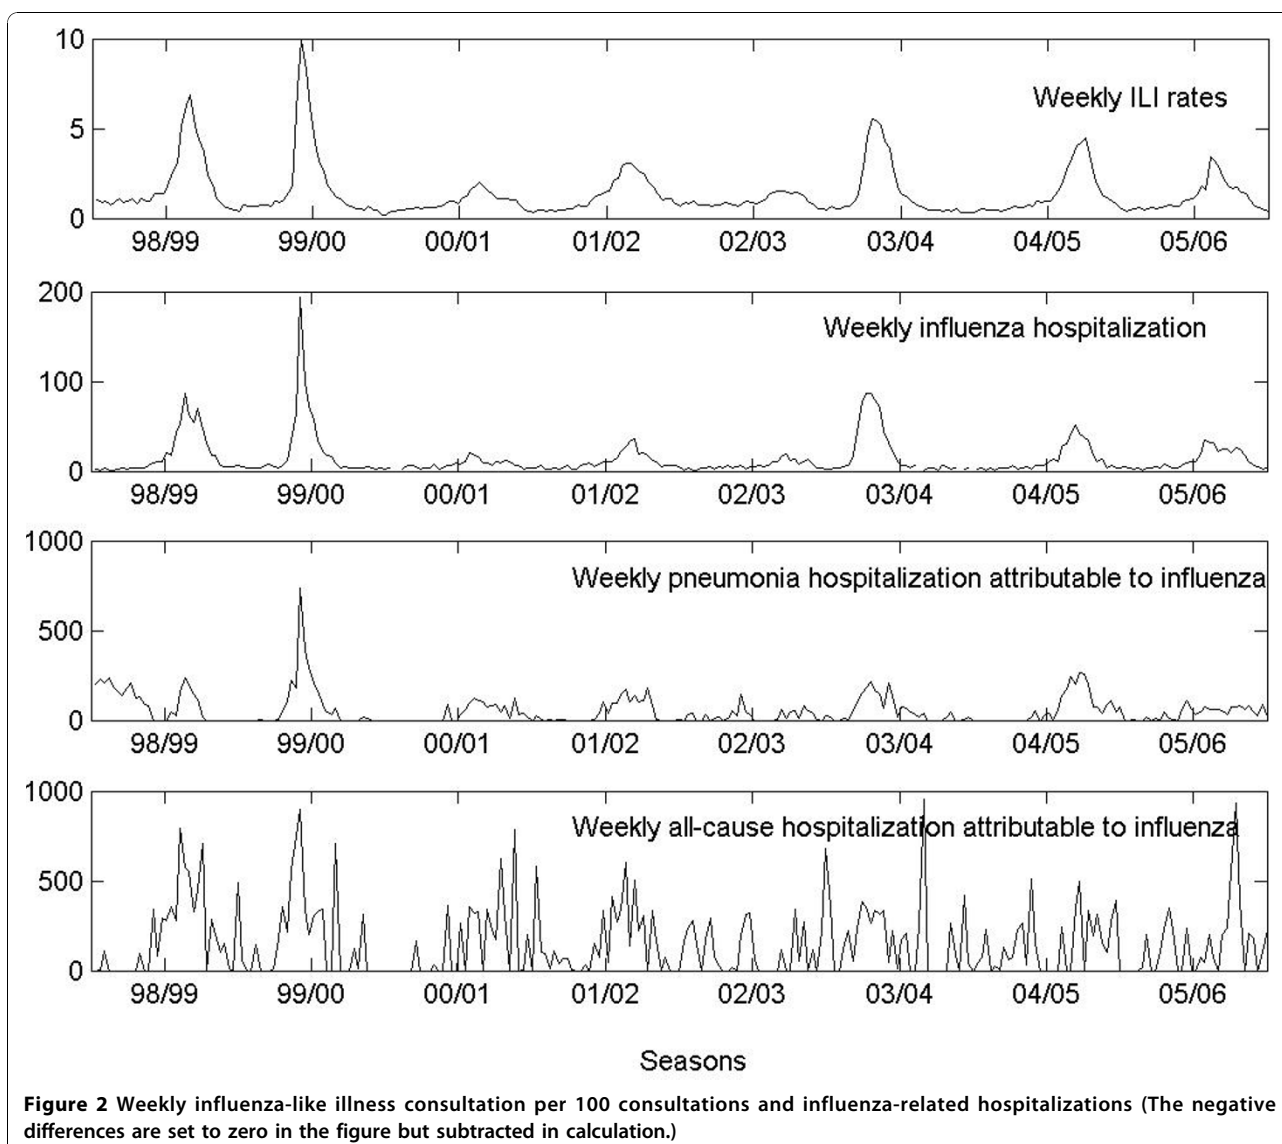 10
Weekly ILI rates
5
0
98/99 99/00 00/01 01/02 02/03 03/04 04/05 05/06
200
Weekly influenza hospitalization
100
0
98/99 99/00 00/01 01/02 02/03 03/04 04/05 05/06
1000
Weekly pneumonia hospitalization attributable to influenza
500
0
98/99 99/00 00/01 01/02 02/03 03/04 04/05 05/06
1000
Weekly all-cause hospitalization attributable to influenza
500
0
98/99 99/00 00/01 01/02 02/03 03/04 04/05 05/06
Seasons
Figure 2 Weekly influenza-like illness consultation per 100 consultations and influenza-related hospitalizations (The negative
differences are set to zero in the figure but subtracted in calculation.)